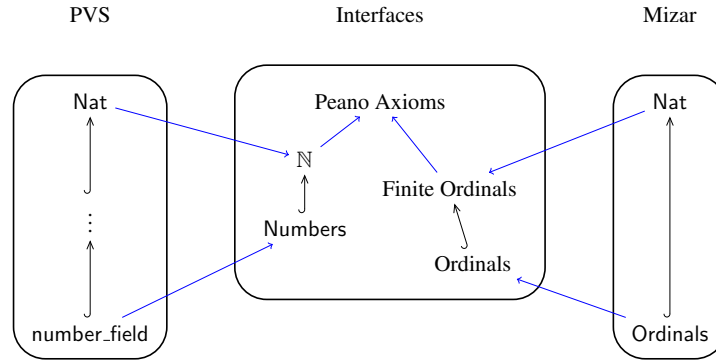 PVS Interfaces Mizar
Nat Peano Axioms Nat
ℕ
Finite Ordinals
⋮ Numbers
Ordinals
number_field Ordinals